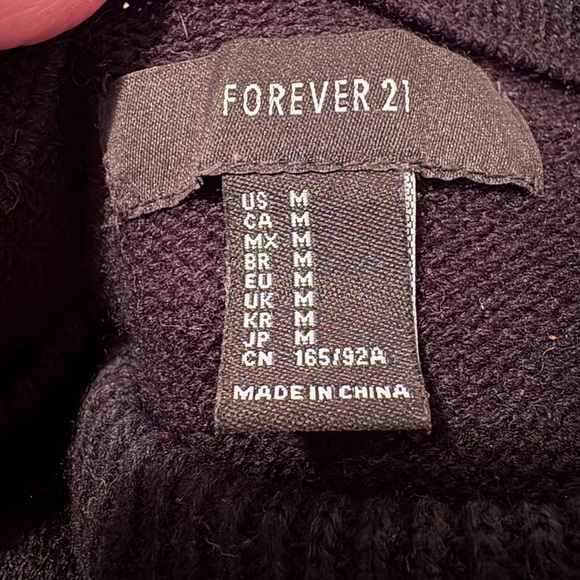 FOREVER 21
US M
CA M
MX M
BR M
EU M
UK M
KR M
JP M
CN 165/92A
MADE IN CHINA